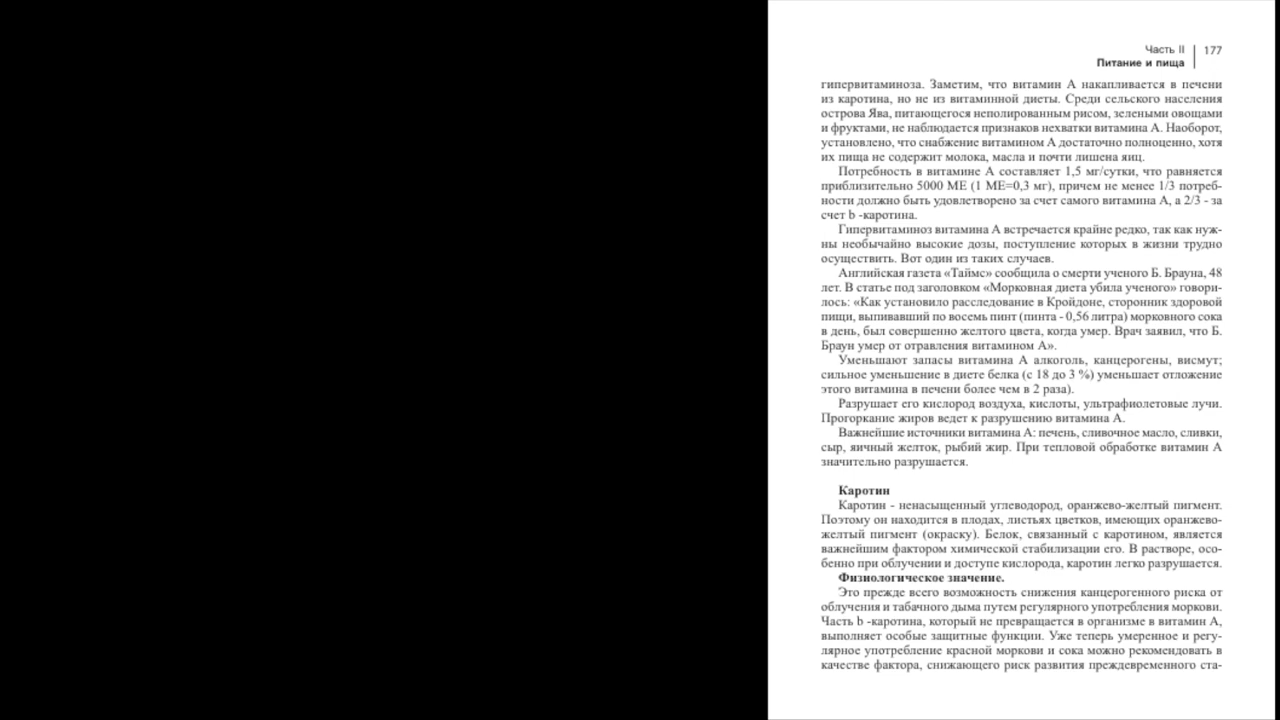 Часть II
177
Питание и пища
гипервитаминоза. Заметим, что витамин А накапливается в печени
из каротина, но не из витаминной диеты. Среди сельского населения
острова Ява, питающегося неполированным рисом, зелеными овощами
и фруктами, не наблюдается признаков нехватки витамина А. Наоборот,
установлено, что снабжение витамином А достаточно полноценно, хотя
их пища не содержит молока, масла и почти лишена яиц.
Потребность в витамине А составляет 1,5 мг/сутки, что равняется
приблизительно 5000 МЕ (1 МЕ=0,3 мг), причем не менее 1/3 потреб-
ности должно быть удовлетворено за счет самого витамина А, а 2/3 - за
счет b -каротина.
Гипервитаминоз витамина А встречается крайне редко, так как нуж-
ны необычайно высокие дозы, поступление которых в жизни трудно
осуществить. Вот один из таких случаев.
Английская газета «Таймс» сообщила о смерти ученого Б. Брауна, 48
лет. В статье под заголовком «Морковная диета убила ученого» говори-
лось: «Как установило расследование в Кройдоне, сторонник здоровой
пищи, выпивавший по восемь пинт (пинта - 0,56 литра) морковного сока
в день, был совершенно желтого цвета, когда умер. Врач заявил, что Б.
Браун умер от отравления витамином А».
Уменьшают запасы витамина А алкоголь, канцерогены, висмут;
сильное уменьшение в диете белка (с 18 до 3 %) уменьшает отложение
этого витамина в печени более чем в 2 раза).
Разрушает его кислород воздуха, кислоты, ультрафиолетовые лучи.
Прогоркание жиров ведет к разрушению витамина А.
Важнейшие источники витамина А: печень, сливочное масло, сливки,
сыр, яичный желток, рыбий жир. При тепловой обработке витамин А
значительно разрушается.
Каротин
Каротин - ненасыщенный углеводород, оранжево-желтый пигмент.
Поэтому он находится в плодах, листьях цветков, имеющих оранжево-
желтый пигмент (окраску). Белок, связанный с каротином, является
важнейшим фактором химической стабилизации его. В растворе, осо-
бенно при облучении и доступе кислорода, каротин легко разрушается.
Физиологическое значение.
Это прежде всего возможность снижения канцерогенного риска от
облучения и табачного дыма путем регулярного употребления моркови.
Часть b -каротина, который не превращается в организме в витамин А,
выполняет особые защитные функции. Уже теперь умеренное и регу-
лярное употребление красной моркови и сока можно рекомендовать в
качестве фактора, снижающего риск развития преждевременного ста-